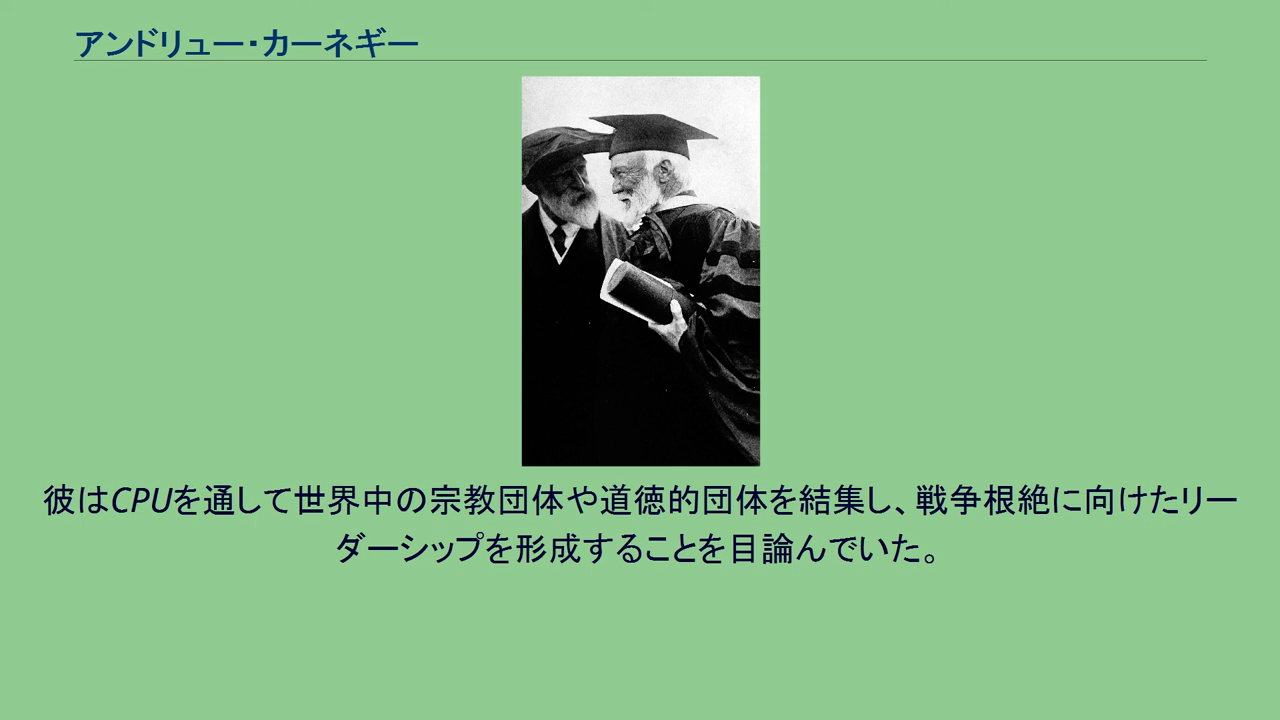 アンドリュー・カーネギー
彼はCPUを通して世界中の宗教団体や道徳的団体を結集し、戦争根絶に向けたリー
ダーシップを形成することを目論んでいた。